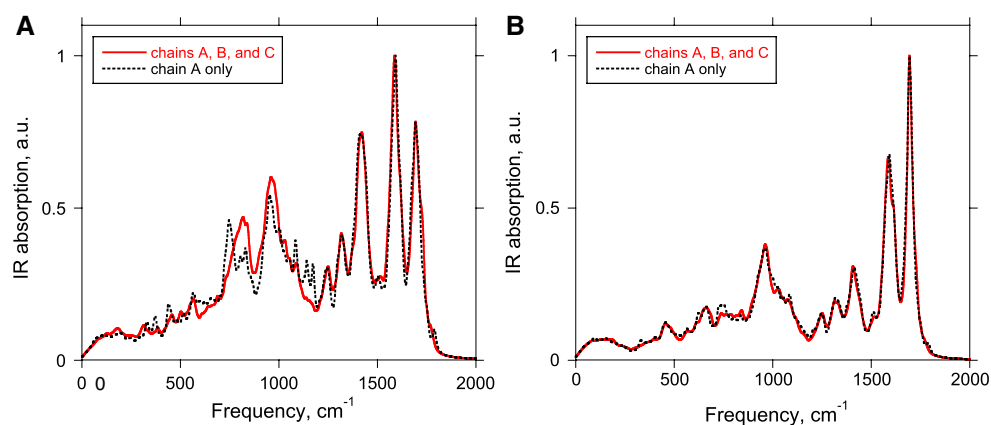 A
chains A, B, and C
chain A only
1
0.5
0
IR absorption, a.u.
0 0 500 1000 1500 2000
Frequency, cm-1
B
chains A, B, and C
chain A only
1
0.5
0
IR absorption, a.u.
0 500 1000 1500 2000
Frequency, cm-1